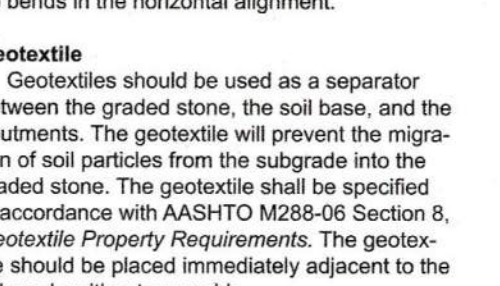 bends in the horizontal alignment.
eotextile
Geotextiles should be used as a separator
tween the graded stone, the soil base, and the
utments. The geotextile will prevent the migra-
n of soil particles from the subgrade into the
aded stone. The geotextile shall be specified
accordance with AASHTO M288-06 Section 8,
eotextile Property Requirements. The geotex-
e should be placed immediately adjacent to the